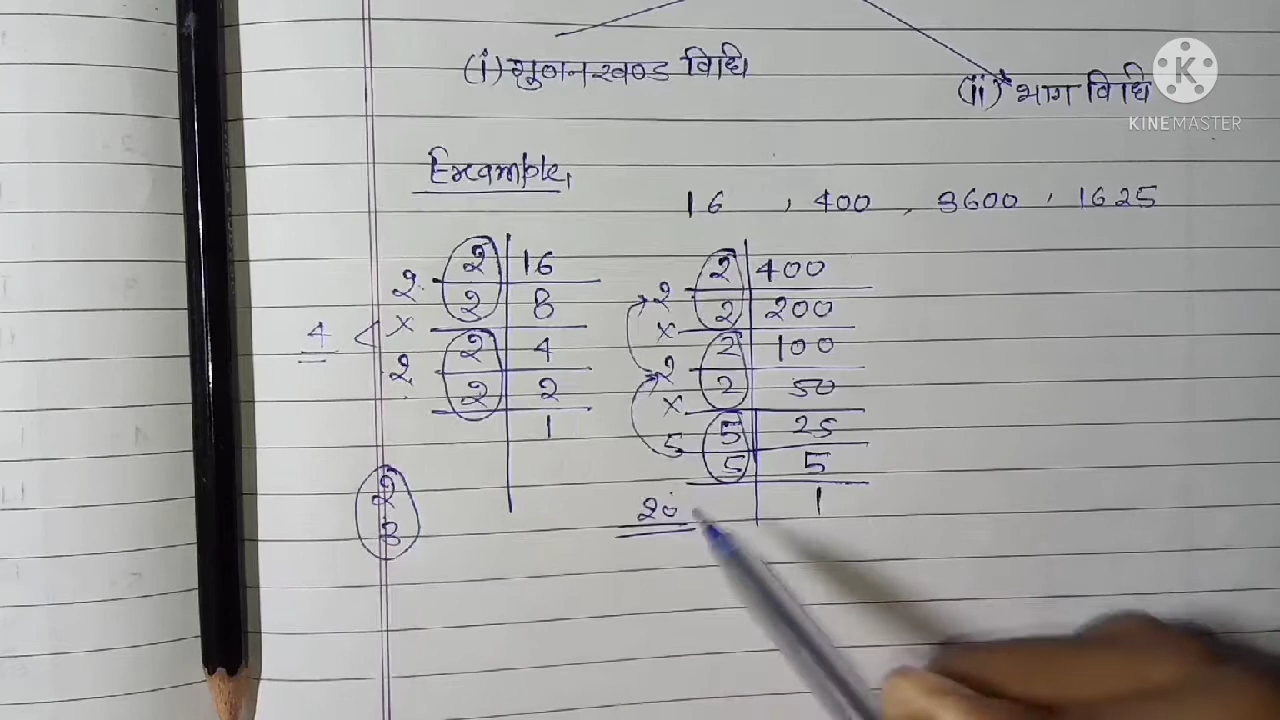 (i) गुणनखण्ड विधि
(ii) भाग विधि
K
KINEMASTER
Example,
16 , 400 , 3600 , 1625
2 | 16
2 | 8
2 | 4
2 | 2
1
2
×
2
4
2
3
2 | 400
2 | 200
2 | 100
2 | 50
5 | 25
5 | 5
1
2
×
2
×
5
20